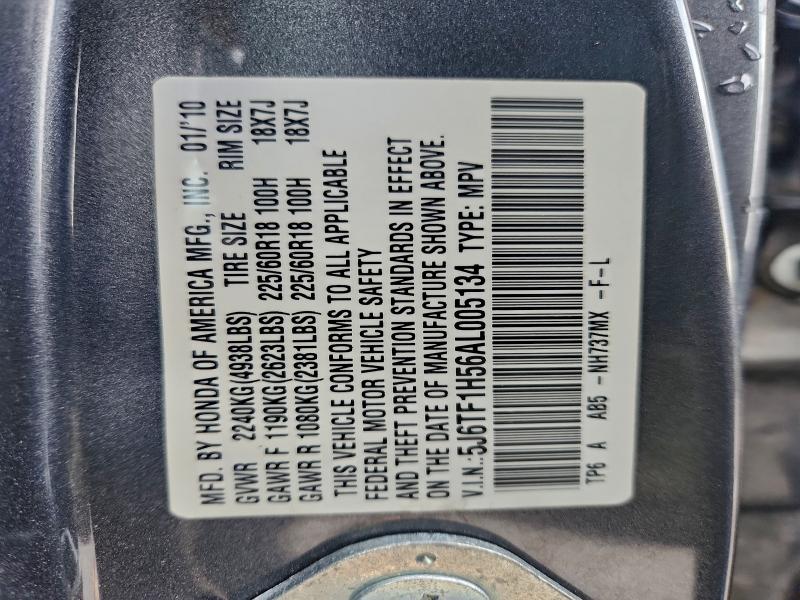 MFD. BY HONDA OF AMERICA MFG., INC. 01/'10
GVWR 2240KG(4938LBS) TIRE SIZE RIM SIZE
GAWR F 1190KG(2623LBS) 225/60R18 100H 18X7J
GAWR R 1080KG(2381LBS) 225/60R18 100H 18X7J
THIS VEHICLE CONFORMS TO ALL APPLICABLE
FEDERAL MOTOR VEHICLE SAFETY
AND THEFT PREVENTION STANDARDS IN EFFECT
ON THE DATE OF MANUFACTURE SHOWN ABOVE.
V.I.N.:5J6TF1H56AL005134 TYPE: MPV
TP6 A AB5 -NH737MX -F-L